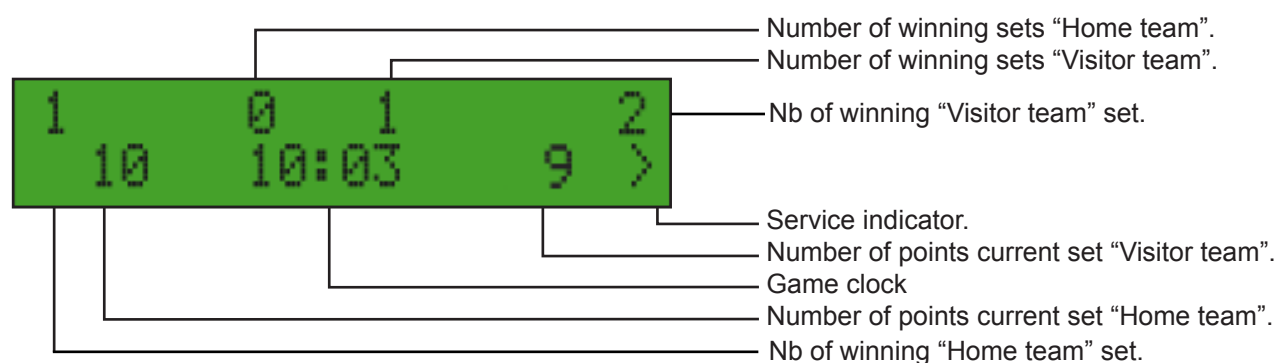 Number of winning sets “Home team”.
Number of winning sets “Visitor team”.
1 0 1 2
Nb of winning “Visitor team” set.
10 10:03 9 >
Service indicator.
Number of points current set “Visitor team”.
Game clock
Number of points current set “Home team”.
Nb of winning “Home team” set.